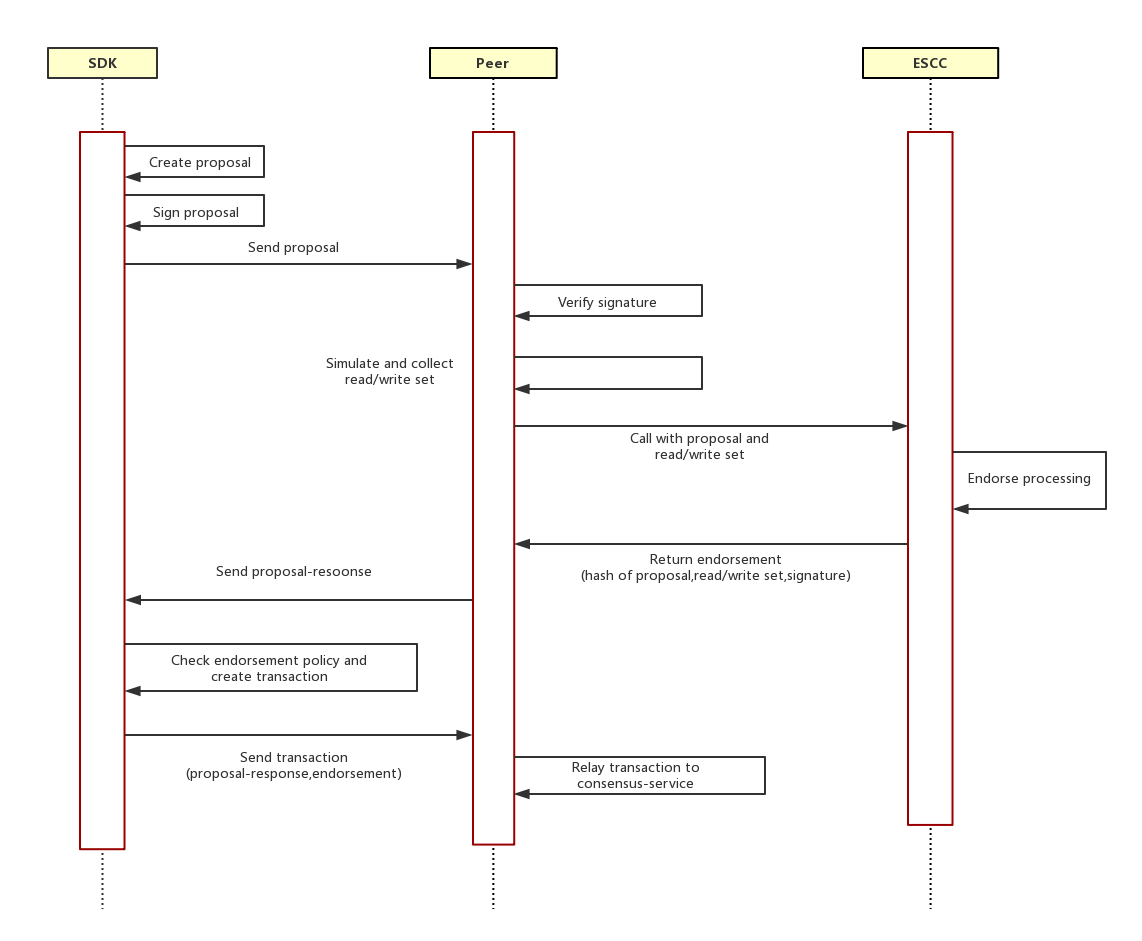 SDK
Peer
ESCC
Create proposal
Sign proposal
Send proposal
Verify signature
Simulate and collect
read/write set
Call with proposal and
read/write set
Endorse processing
Return endorsement
(hash of proposal,read/write set,signature)
Send proposal-resoonse
Check endorsement policy and
create transaction
Send transaction
(proposal-response,endorsement)
Relay transaction to
consensus-service